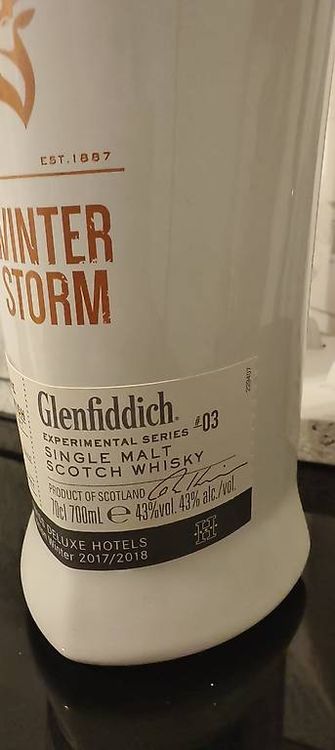 EST.1887
WINTER
STORM
Glenfiddich
EXPERIMENTAL SERIES #03
SINGLE MALT
SCOTCH WHISKY
PRODUCT OF SCOTLAND
70cl 700mL e 43%vol. 43% alc./vol.
DELUXE HOTELS
Winter 2017/2018
H